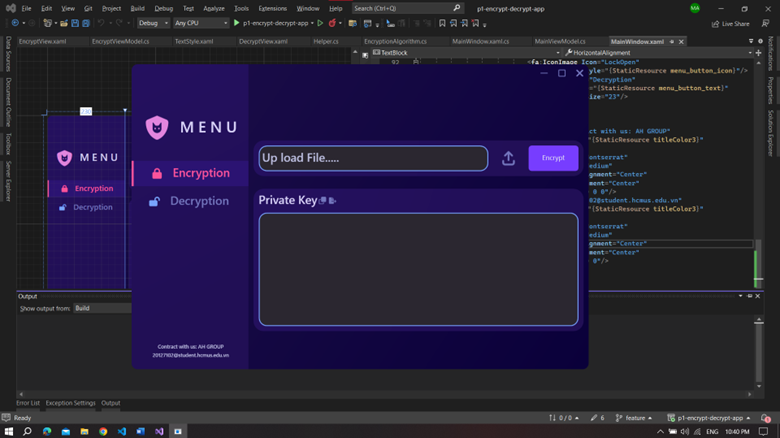 File Edit View Git Project Build Debug Test Analyze Tools Extensions Window Help Search (Ctrl+Q) p1-encrypt-decrypt-app MA
Debug Any CPU p1-encrypt-decrypt-app Live Share
EncryptView.xaml EncryptViewModel.cs TextStyle.xaml DecryptView.xaml Helper.cs EncryptionAlgorithm.cs MainWindow.xaml.cs MainViewModel.cs MainWindow.xaml
TextBlock HorizontalAlignment
92 <fa:IconImage Icon="LockOpen"
tyle="{StaticResource menu_button_icon}"/>
"Decryption"
"{StaticResource menu_button_text}"
ize="23"/>
act with us: AH GROUP"
"{StaticResource titleColor3}"
ontserrat"
edium"
ignment="Center"
ment="Center"
0 0"/>
02@student.hcmus.edu.vn"
"{StaticResource titleColor3}"
ontserrat"
edium"
ignment="Center"
ment="Center"
0"/>
Data Sources
Document Outline
Toolbox
Server Explorer
Notifications
Properties
Solution Explorer
MENU
Encryption
Decryption
MENU
Encryption
Decryption
Up load File.....
Encrypt
Private Key
Contract with us: AH GROUP
20127102@student.hcmus.edu.vn
Output
Show output from: Build
Error List Exception Settings Output
Ready 0 / 0 6 feature p1-encrypt-decrypt-app
ENG 10:40 PM